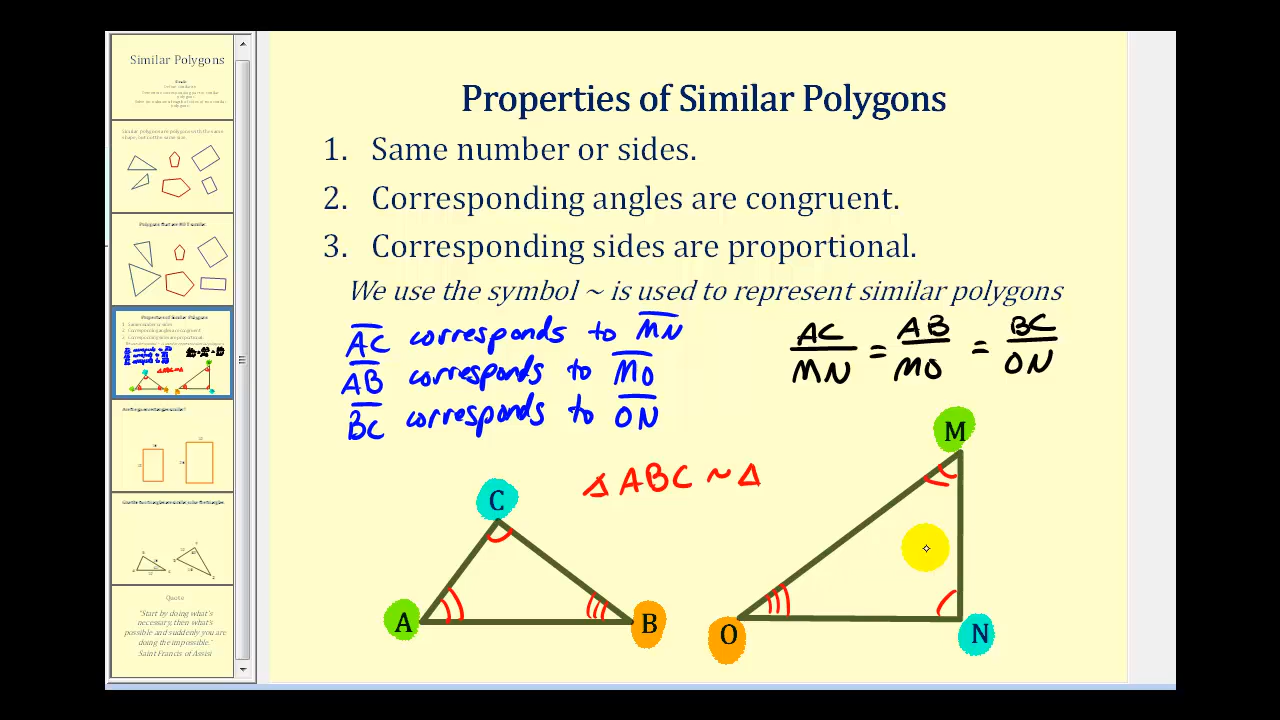 Similar Polygons
Properties of Similar Polygons
1. Same number or sides.
2. Corresponding angles are congruent.
3. Corresponding sides are proportional.
We use the symbol ~ is used to represent similar polygons
AC corresponds to MN
AB corresponds to MO
BC corresponds to ON
AC/MN = AB/MO = BC/ON
△ABC ~ △
C
A
B
M
O
N
Quote
"Start by doing what's
necessary, then what's
possible and suddenly you are
doing the impossible."
Saint Francis of Assisi